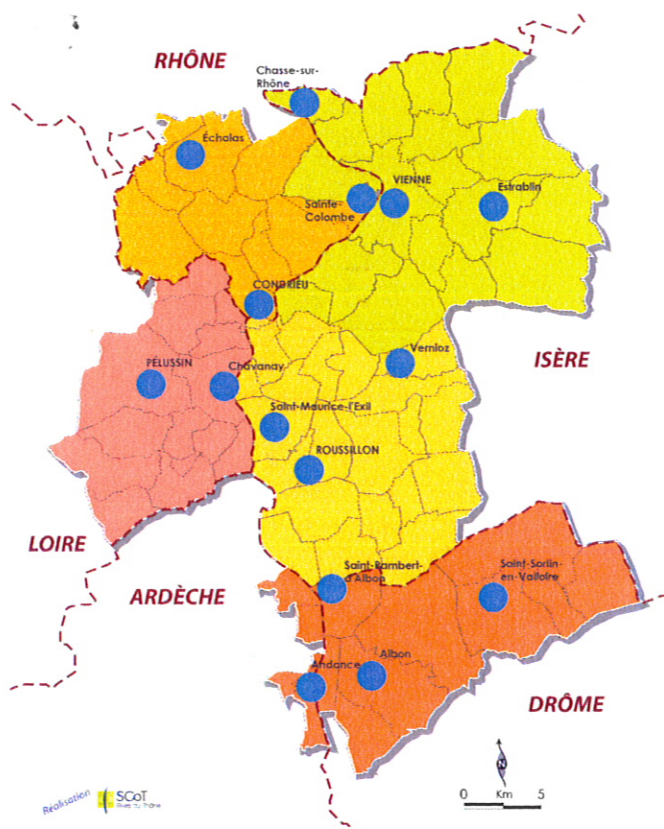 RHÔNE
Chasse-sur-
Rhône
Échalas
VIENNE
Estrablin
Sainte-
Colombe
CONDRIEU
Vernioz
ISÈRE
PÉLUSSIN
Chavanay
Saint-Maurice-l'Exil
ROUSSILLON
LOIRE
ARDÈCHE
Saint-Rambert-
d'Albon
Saint-Sorlin-
en-Valloire
Andance
Albon
DRÔME
N
Réalisation
SCoT
Rives du Rhône
0 Km 5